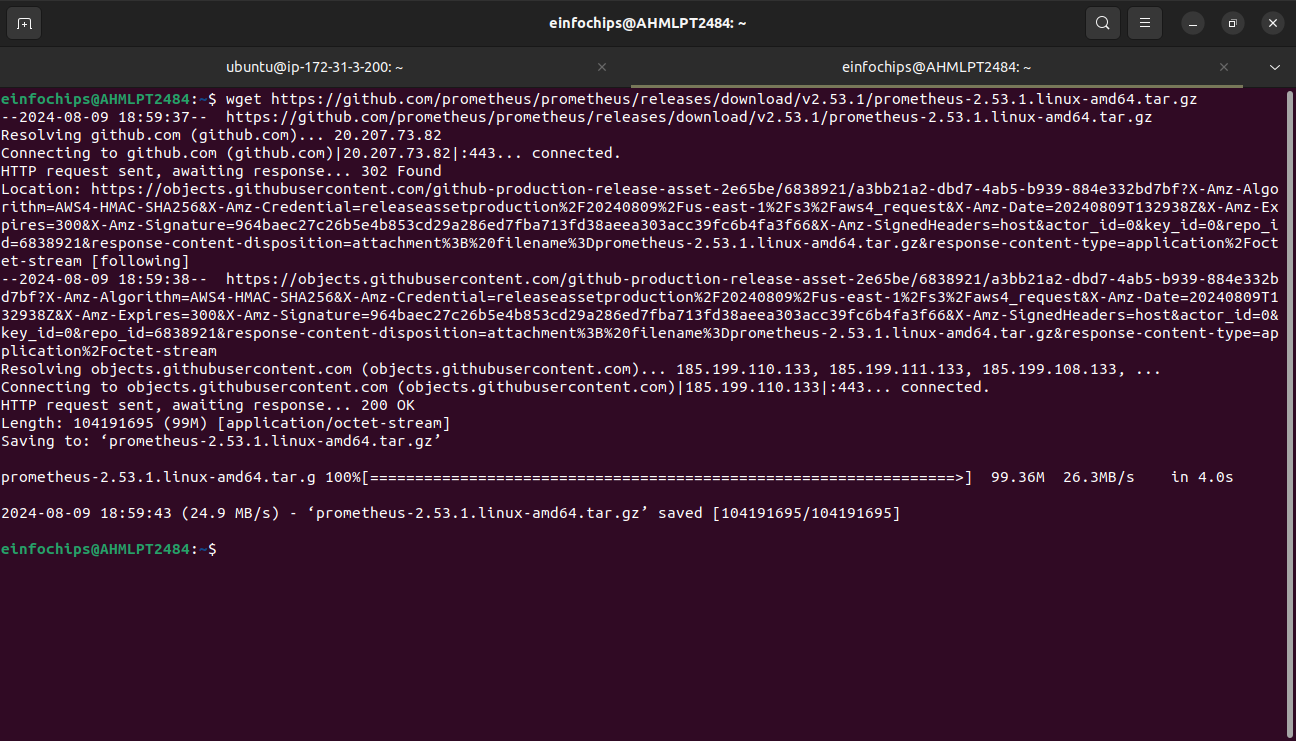 einfochips@AHMLPT2484: ~
ubuntu@ip-172-31-3-200: ~
einfochips@AHMLPT2484: ~
einfochips@AHMLPT2484:~$ wget https://github.com/prometheus/prometheus/releases/download/v2.53.1/prometheus-2.53.1.linux-amd64.tar.gz
--2024-08-09 18:59:37--  https://github.com/prometheus/prometheus/releases/download/v2.53.1/prometheus-2.53.1.linux-amd64.tar.gz
Resolving github.com (github.com)... 20.207.73.82
Connecting to github.com (github.com)|20.207.73.82|:443... connected.
HTTP request sent, awaiting response... 302 Found
Location: https://objects.githubusercontent.com/github-production-release-asset-2e65be/6838921/a3bb21a2-dbd7-4ab5-b939-884e332bd7bf?X-Amz-Algo
rithm=AWS4-HMAC-SHA256&X-Amz-Credential=releaseassetproduction%2F20240809%2Fus-east-1%2Fs3%2Faws4_request&X-Amz-Date=20240809T132938Z&X-Amz-Ex
pires=300&X-Amz-Signature=964baec27c26b5e4b853cd29a286ed7fba713fd38aeea303acc39fc6b4fa3f66&X-Amz-SignedHeaders=host&actor_id=0&key_id=0&repo_i
d=6838921&response-content-disposition=attachment%3B%20filename%3Dprometheus-2.53.1.linux-amd64.tar.gz&response-content-type=application%2Foct
et-stream [following]
--2024-08-09 18:59:38--  https://objects.githubusercontent.com/github-production-release-asset-2e65be/6838921/a3bb21a2-dbd7-4ab5-b939-884e332b
d7bf?X-Amz-Algorithm=AWS4-HMAC-SHA256&X-Amz-Credential=releaseassetproduction%2F20240809%2Fus-east-1%2Fs3%2Faws4_request&X-Amz-Date=20240809T1
32938Z&X-Amz-Expires=300&X-Amz-Signature=964baec27c26b5e4b853cd29a286ed7fba713fd38aeea303acc39fc6b4fa3f66&X-Amz-SignedHeaders=host&actor_id=0&
key_id=0&repo_id=6838921&response-content-disposition=attachment%3B%20filename%3Dprometheus-2.53.1.linux-amd64.tar.gz&response-content-type=ap
plication%2Foctet-stream
Resolving objects.githubusercontent.com (objects.githubusercontent.com)... 185.199.110.133, 185.199.111.133, 185.199.108.133, ...
Connecting to objects.githubusercontent.com (objects.githubusercontent.com)|185.199.110.133|:443... connected.
HTTP request sent, awaiting response... 200 OK
Length: 104191695 (99M) [application/octet-stream]
Saving to: ‘prometheus-2.53.1.linux-amd64.tar.gz’
prometheus-2.53.1.linux-amd64.tar.g 100%[=================================================================>]  99.36M  26.3MB/s    in 4.0s
2024-08-09 18:59:43 (24.9 MB/s) - ‘prometheus-2.53.1.linux-amd64.tar.gz’ saved [104191695/104191695]
einfochips@AHMLPT2484:~$